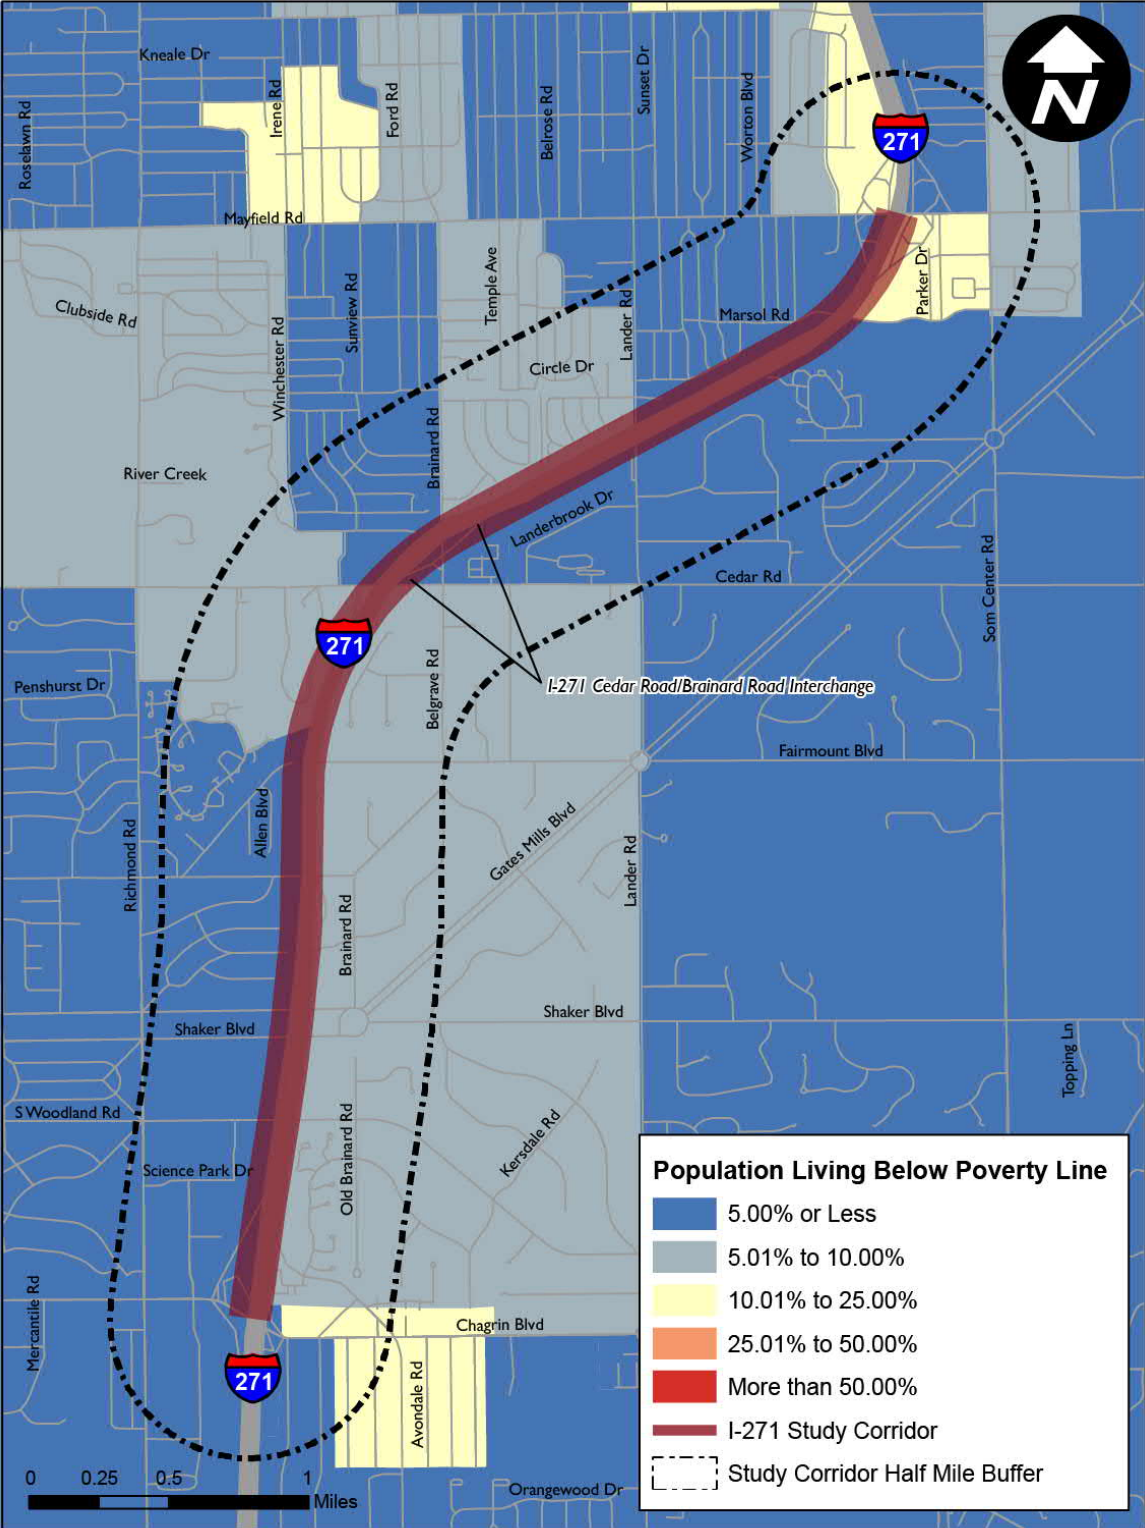 Kneale Dr
Roselawn Rd
Irene Rd
Ford Rd
Belrose Rd
Sunset Dr
Worton Blvd
N
271
Mayfield Rd
Clubside Rd
Winchester Rd
Sunview Rd
Temple Ave
Lander Rd
Marsol Rd
Parker Dr
Circle Dr
Brainard Rd
River Creek
Landerbrook Dr
Cedar Rd
Som Center Rd
271
Penshurst Dr
Belgrave Rd
I-271 Cedar Road/Brainard Road Interchange
Fairmount Blvd
Richmond Rd
Allen Blvd
Gates Mills Blvd
Lander Rd
Brainard Rd
Shaker Blvd
Shaker Blvd
Topping Ln
S Woodland Rd
Science Park Dr
Old Brainard Rd
Kersdale Rd
Mercantile Rd
Chagrin Blvd
271
Avondale Rd
Orangewood Dr
0 0.25 0.5 1
Miles
Population Living Below Poverty Line
5.00% or Less
5.01% to 10.00%
10.01% to 25.00%
25.01% to 50.00%
More than 50.00%
I-271 Study Corridor
Study Corridor Half Mile Buffer